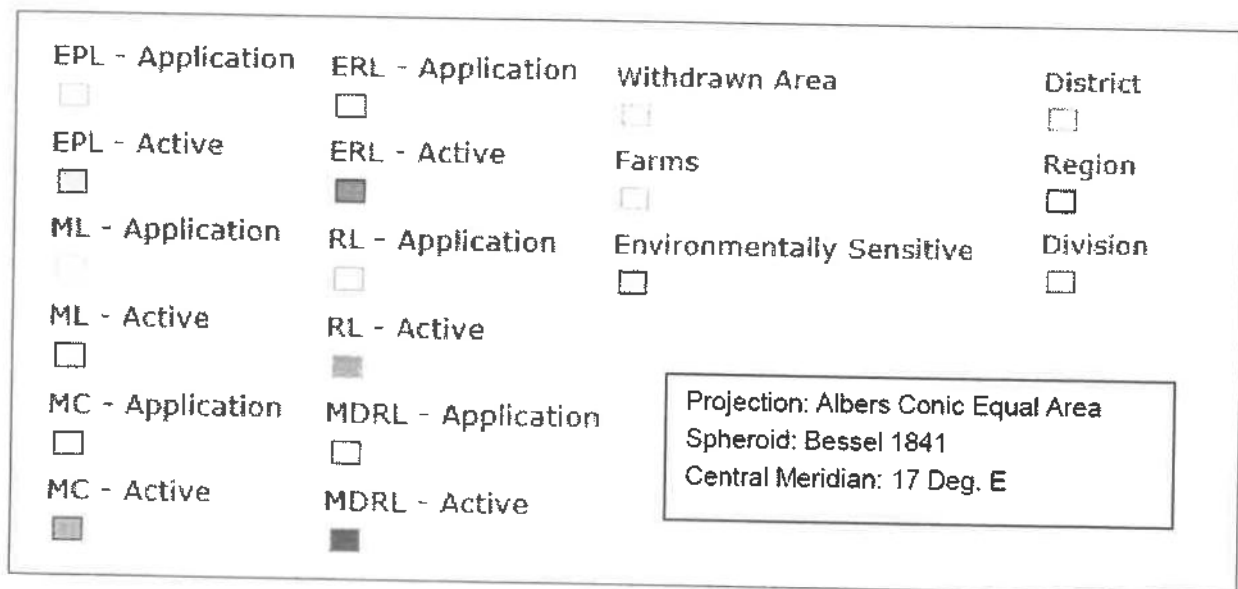 EPL - Application
EPL - Active
ML - Application
ML - Active
MC - Application
MC - Active
ERL - Application
ERL - Active
RL - Application
RL - Active
MDRL - Application
MDRL - Active
Withdrawn Area
Farms
Environmentally Sensitive
District
Region
Division
Projection: Albers Conic Equal Area
Spheroid: Bessel 1841
Central Meridian: 17 Deg. E